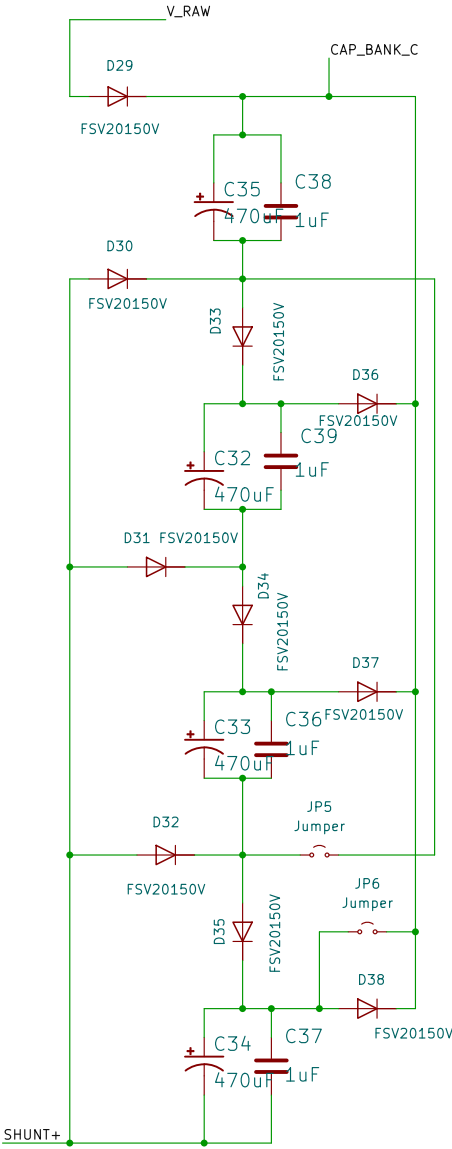 V_RAW
CAP_BANK_C
D29
FSV20150V
C35
C38
470uF
1uF
D30
FSV20150V
D33
FSV20150V
D36
FSV20150V
C39
C32
1uF
470uF
D31 FSV20150V
D34
FSV20150V
D37
FSV20150V
C36
C33
1uF
470uF
JP5
Jumper
D32
FSV20150V
JP6
Jumper
D35
FSV20150V
D38
FSV20150V
C37
C34
1uF
470uF
SHUNT+